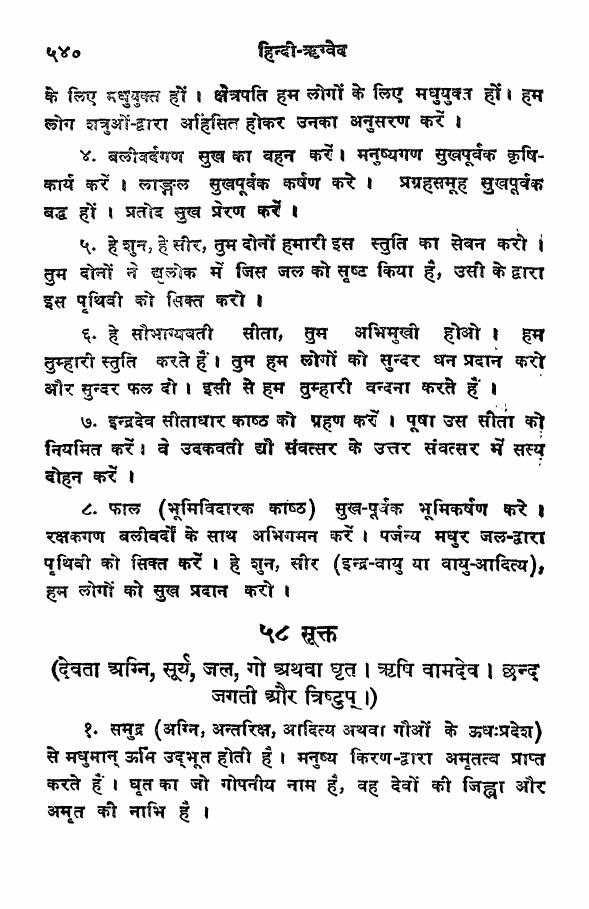 ५४०                    हिन्दी-ऋग्वेद
के लिए मधुयुक्त हों । क्षेत्रपति हम लोगों के लिए मधुयुक्त हों । हम
लोग शत्रुओं-द्वारा अहिंसित होकर उनका अनुसरण करें ।
४. बलीवर्दगण सुख का वहन करें । मनुष्यगण सुखपूर्वक कृषि-
कार्य करें । लाङ्गल सुखपूर्वक कर्षण करे । प्रग्रहसमूह सुखपूर्वक
बद्ध हों । प्रतोद सुख प्रेरण करें ।
५. हे शुन, हे सीर, तुम दोनों हमारी इस स्तुति का सेवन करो ।
तुम दोनों ने द्युलोक में जिस जल को सृष्ट किया है, उसी के द्वारा
इस पृथिवी को सिक्त करो ।
६. हे सौभाग्यवती सीता, तुम अभिमुखी होओ । हम
तुम्हारी स्तुति करते हैं । तुम हम लोगों को सुन्दर धन प्रदान करो
और सुन्दर फल दो । इसी से हम तुम्हारी वन्दना करते हैं ।
७. इन्द्रदेव सीताधार काष्ठ को ग्रहण करें । पूषा उस सीता को
नियमित करें । वे उदकवती द्यौ संवत्सर के उत्तर संवत्सर में सस्य
दोहन करें ।
८. फाल (भूमिविदारक काष्ठ) सुख-पूर्वक भूमिकर्षण करे ।
रक्षकगण बलीवर्दों के साथ अभिगमन करें । पर्जन्य मधुर जल-द्वारा
पृथिवी को सिक्त करें । हे शुन, सीर (इन्द्र-वायु या वायु-आदित्य),
हम लोगों को सुख प्रदान करो ।
५८ सूक्त
(देवता अग्नि, सूर्य, जल, गो अथवा घृत । ऋषि वामदेव । छन्द
जगती और त्रिष्टुप् ।)
१. समुद्र (अग्नि, अन्तरिक्ष, आदित्य अथवा गौओं के ऊधःप्रदेश)
से मधुमान् ऊर्मि उद्भूत होती है । मनुष्य किरण-द्वारा अमृतत्व प्राप्त
करते हैं । घृत का जो गोपनीय नाम है, वह देवों की जिह्वा और
अमृत की नाभि है ।